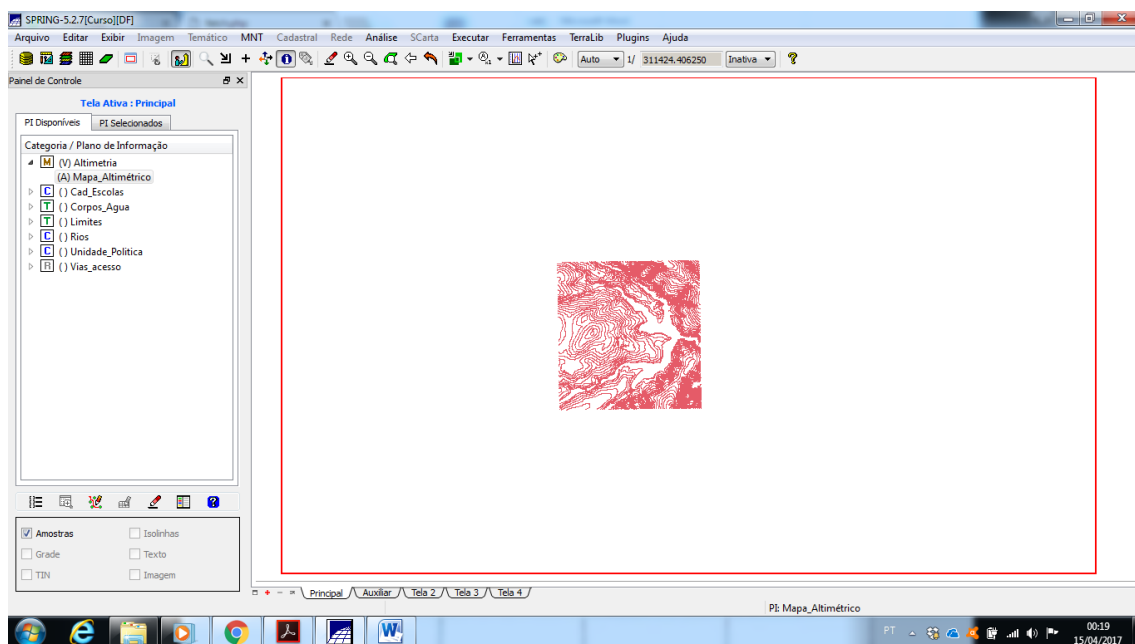 SPRING-5.2.7[Curso][DF]
Arquivo Editar Exibir Imagem Temático MNT Cadastral Rede Análise SCarta Executar Ferramentas TerraLib Plugins Ajuda
Auto 1/ 311424.406250 Inativa
Painel de Controle
Tela Ativa : Principal
PI Disponíveis PI Selecionados
Categoria / Plano de Informação
M (V) Altimetria
(A) Mapa_Altimétrico
C ( ) Cad_Escolas
T ( ) Corpos_Agua
T ( ) Limites
C ( ) Rios
C ( ) Unidade_Politica
R ( ) Vias_acesso
Amostras Isolinhas
Grade Texto
TIN Imagem
Principal Auxiliar Tela 2 Tela 3 Tela 4
PI: Mapa_Altimétrico
PT 00:19
15/04/2017